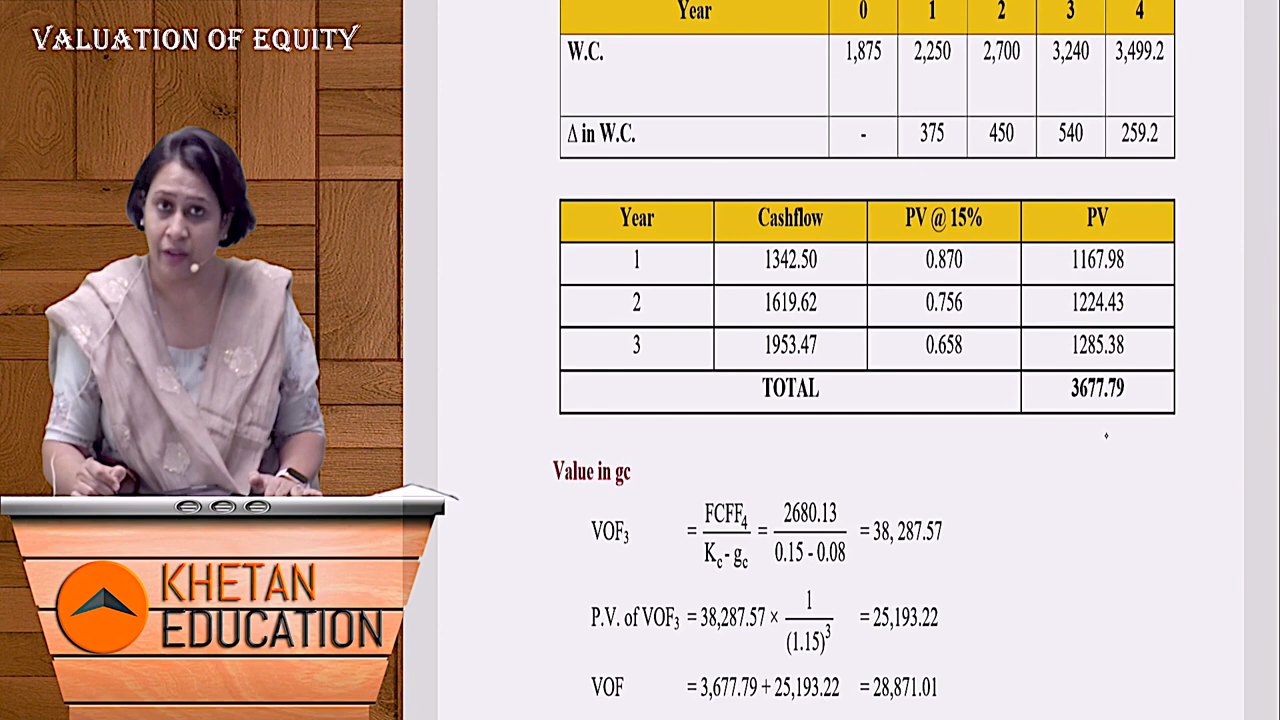 VALUATION OF EQUITY
Year 0 1 2 3 4
W.C. 1,875 2,250 2,700 3,240 3,499.2
Δ in W.C. - 375 450 540 259.2
Year Cashflow PV @ 15% PV
1 1342.50 0.870 1167.98
2 1619.62 0.756 1224.43
3 1953.47 0.658 1285.38
TOTAL 3677.79
Value in gc
VOF₃ = FCFF₄ / (K_c - g_c) = 2680.13 / (0.15 - 0.08) = 38, 287.57
P.V. of VOF₃ = 38,287.57 × 1 / (1.15)³ = 25,193.22
VOF = 3,677.79 + 25,193.22 = 28,871.01
KHETAN
EDUCATION